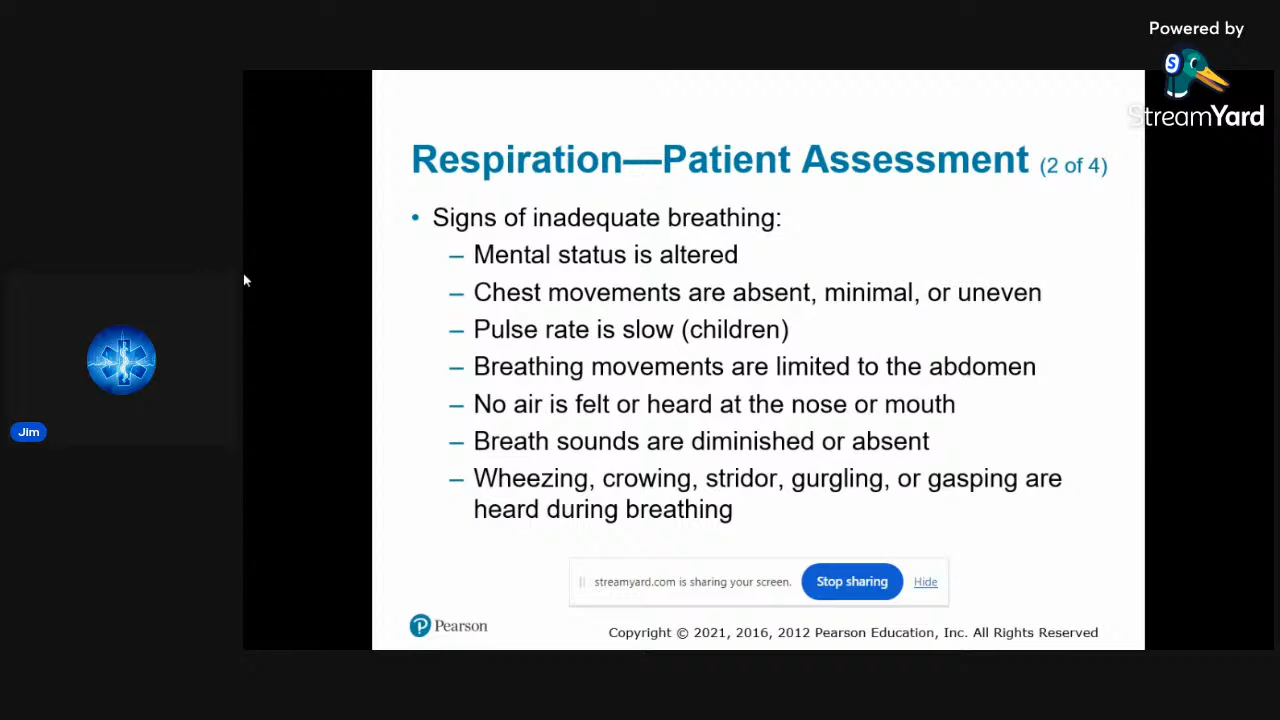 Powered by
S
StreamYard
Respiration—Patient Assessment (2 of 4)
• Signs of inadequate breathing:
– Mental status is altered
– Chest movements are absent, minimal, or uneven
– Pulse rate is slow (children)
– Breathing movements are limited to the abdomen
– No air is felt or heard at the nose or mouth
– Breath sounds are diminished or absent
– Wheezing, crowing, stridor, gurgling, or gasping are
heard during breathing
Jim
streamyard.com is sharing your screen. Stop sharing Hide
P Pearson
Copyright © 2021, 2016, 2012 Pearson Education, Inc. All Rights Reserved